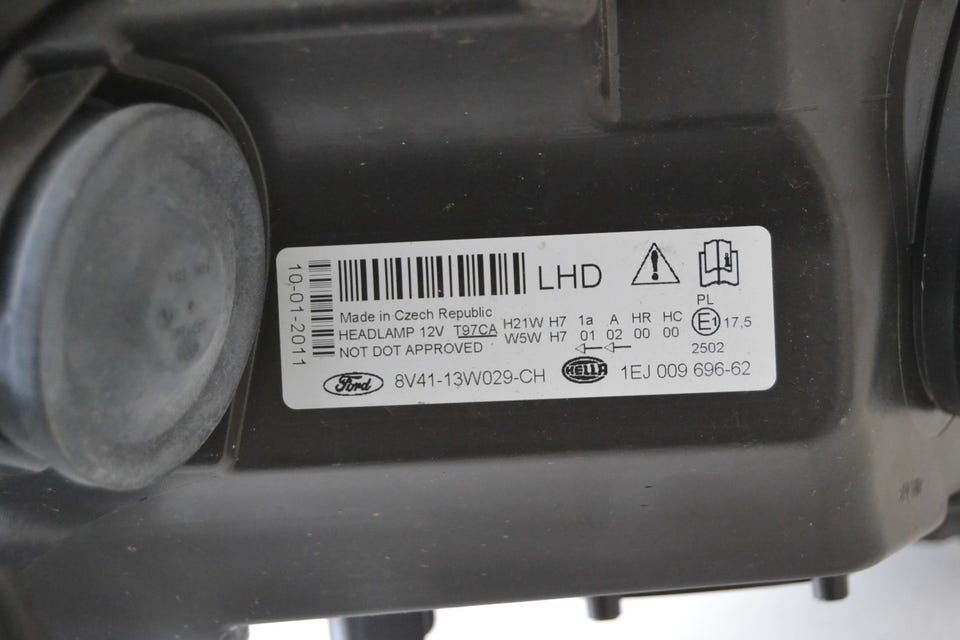 10-01-2011
LHD
Made in Czech Republic
HEADLAMP 12V T97CA H21W H7 1a A HR HC
NOT DOT APPROVED W5W H7 01 02 00 00
PL
E1 17,5
2502
Ford 8V41-13W029-CH HELLA 1EJ 009 696-62